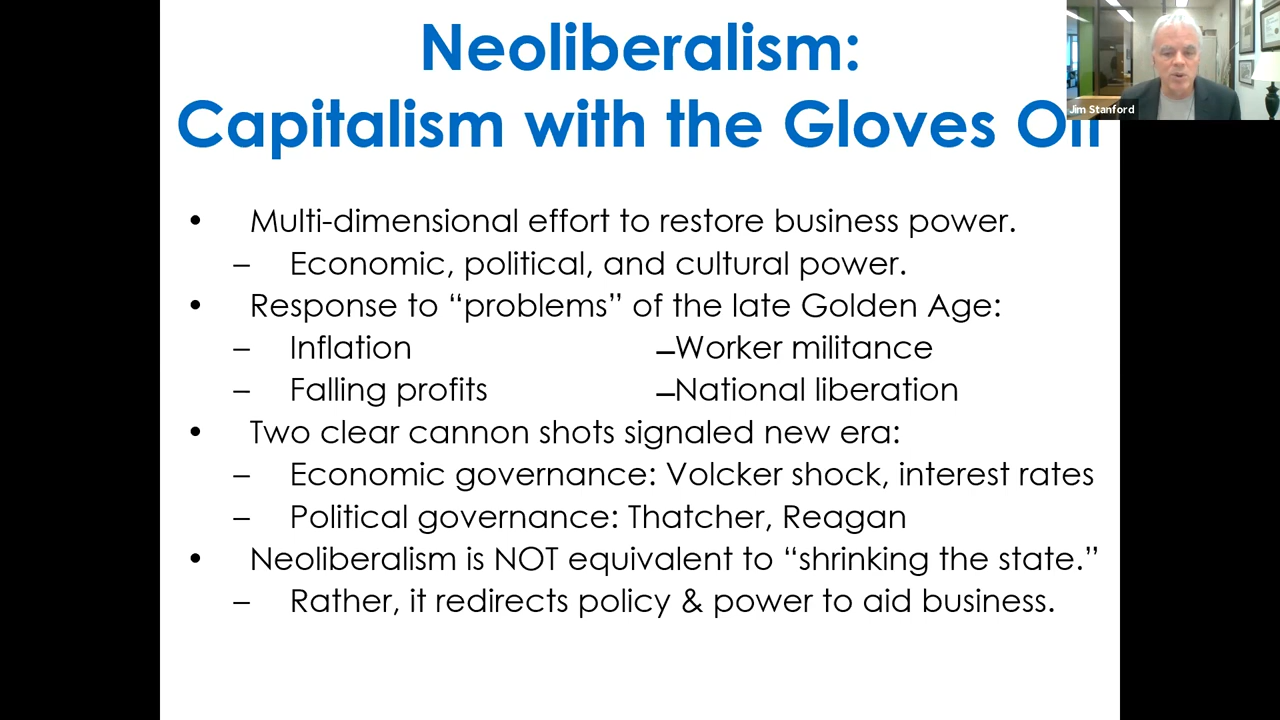 Neoliberalism:
Capitalism with the Gloves Off
Jim Stanford
• Multi-dimensional effort to restore business power.
– Economic, political, and cultural power.
• Response to “problems” of the late Golden Age:
– Inflation –Worker militance
– Falling profits –National liberation
• Two clear cannon shots signaled new era:
– Economic governance: Volcker shock, interest rates
– Political governance: Thatcher, Reagan
• Neoliberalism is NOT equivalent to “shrinking the state.”
– Rather, it redirects policy & power to aid business.